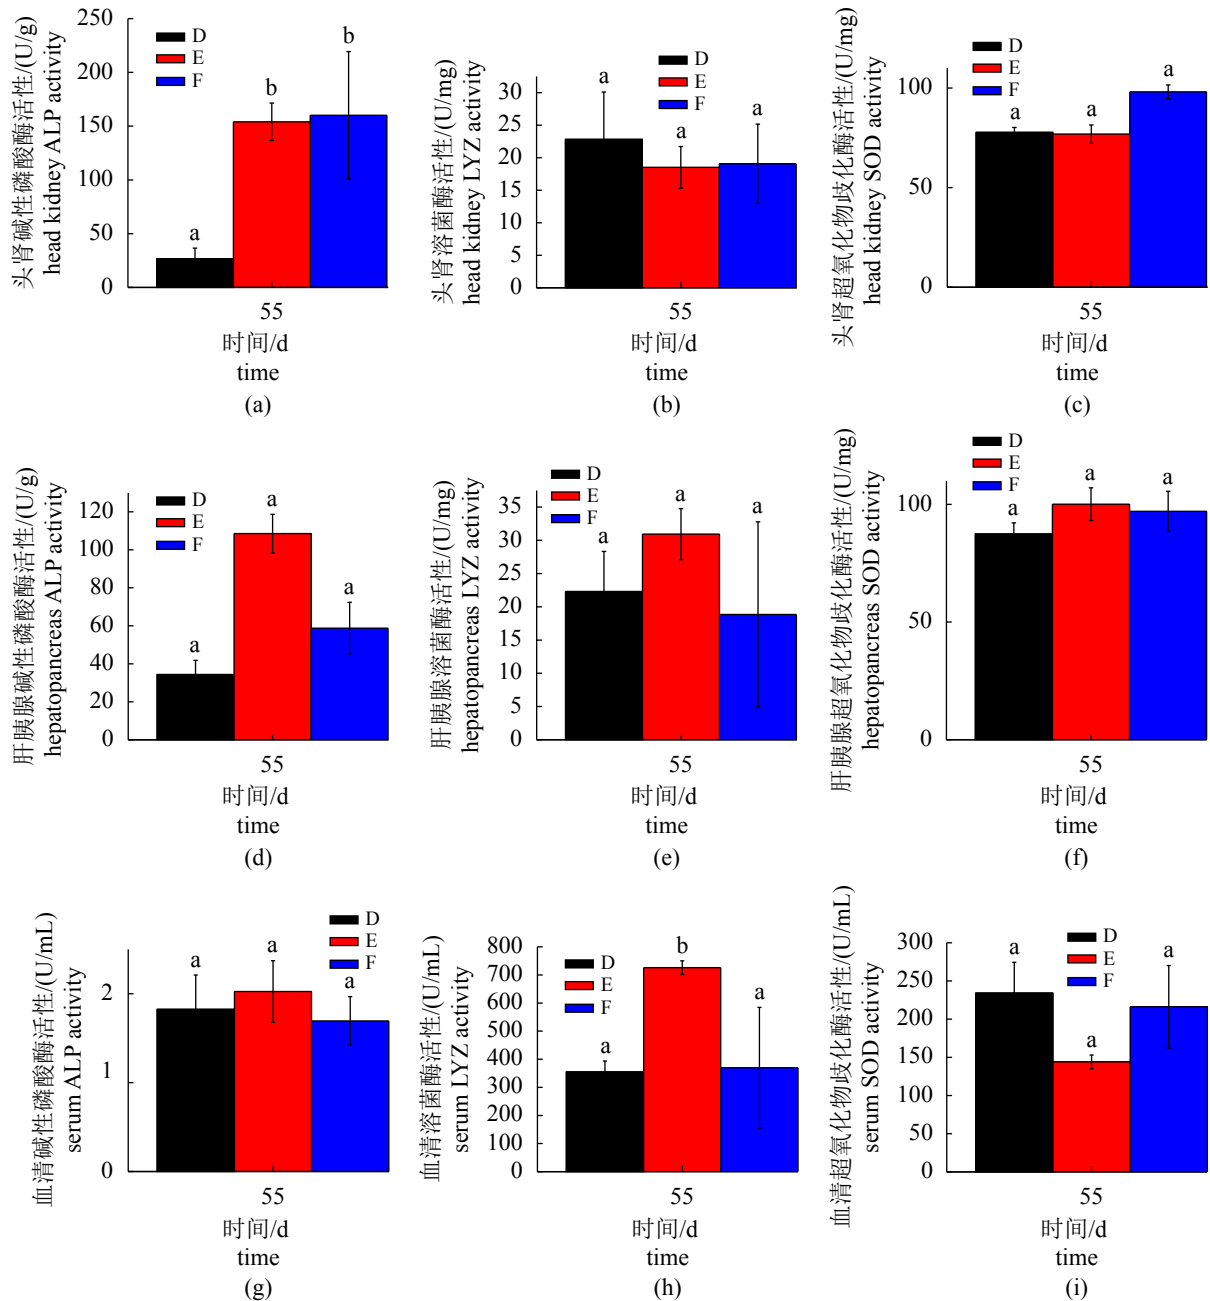 头肾碱性磷酸酶活性/(U/g)
head kidney ALP activity
250
200
150
100
50
0
D
E
F
a
b
b
55
时间/d
time
(a)
头肾溶菌酶活性/(U/mg)
head kidney LYZ activity
30
25
20
15
10
5
0
D
E
F
a
a
a
55
时间/d
time
(b)
头肾超氧化物歧化酶活性/(U/mg)
head kidney SOD activity
100
50
0
D
E
F
a
a
a
55
时间/d
time
(c)
肝胰腺碱性磷酸酶活性/(U/g)
hepatopancreas ALP activity
120
100
80
60
40
20
0
D
E
F
a
a
a
55
时间/d
time
(d)
肝胰腺溶菌酶活性/(U/mg)
hepatopancreas LYZ activity
35
30
25
20
15
10
5
0
D
E
F
a
a
a
55
时间/d
time
(e)
肝胰腺超氧化物歧化酶活性/(U/mg)
hepatopancreas SOD activity
100
50
0
D
E
F
a
a
a
55
时间/d
time
(f)
血清碱性磷酸酶活性/(U/mL)
serum ALP activity
2
1
0
D
E
F
a
a
a
55
时间/d
time
(g)
血清溶菌酶活性/(U/mL)
serum LYZ activity
800
700
600
500
400
300
200
100
0
D
E
F
a
b
a
55
时间/d
time
(h)
血清超氧化物歧化酶活性/(U/mL)
serum SOD activity
300
250
200
150
100
50
0
D
E
F
a
a
a
55
时间/d
time
(i)